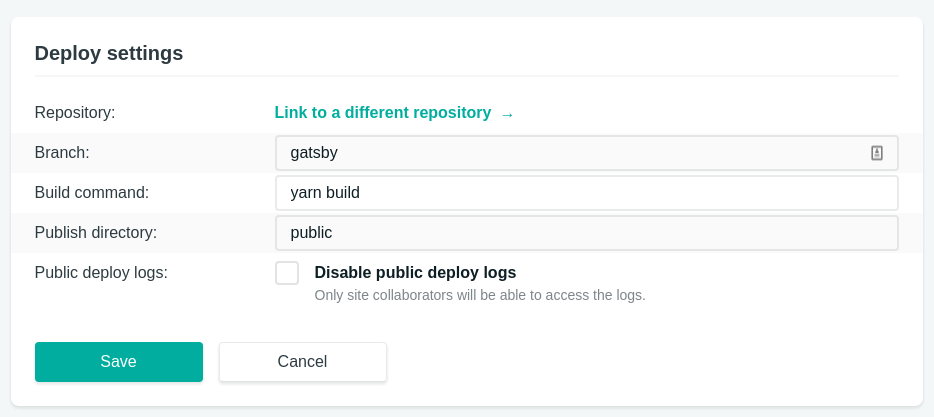 Deploy settings
Repository: Link to a different repository →
Branch: gatsby
Build command: yarn build
Publish directory: public
Public deploy logs: Disable public deploy logs
Only site collaborators will be able to access the logs.
Save Cancel